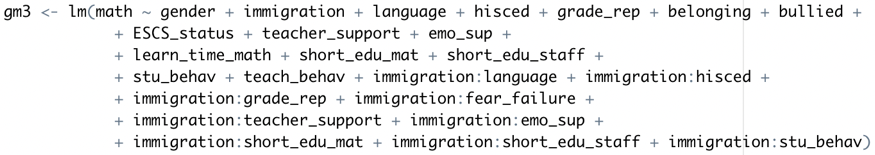 gm3 <- lm(math ~ gender + immigration + language + hisced + grade_rep + belonging + bullied +
+ ESCS_status + teacher_support + emo_sup +
+ learn_time_math + short_edu_mat + short_edu_staff +
+ stu_behav + teach_behav + immigration:language + immigration:hisced +
+ immigration:grade_rep + immigration:fear_failure +
+ immigration:teacher_support + immigration:emo_sup +
+ immigration:short_edu_mat + immigration:short_edu_staff + immigration:stu_behav)